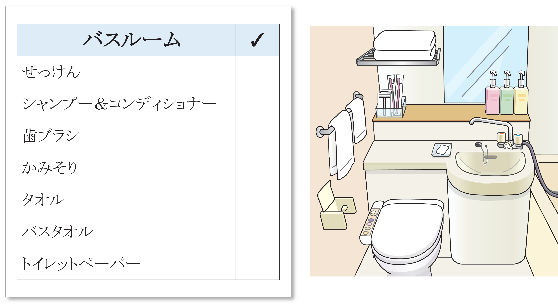 バスルーム ✓
せっけん
シャンプー&コンディショナー
歯ブラシ
かみそり
タオル
バスタオル
トイレットペーパー